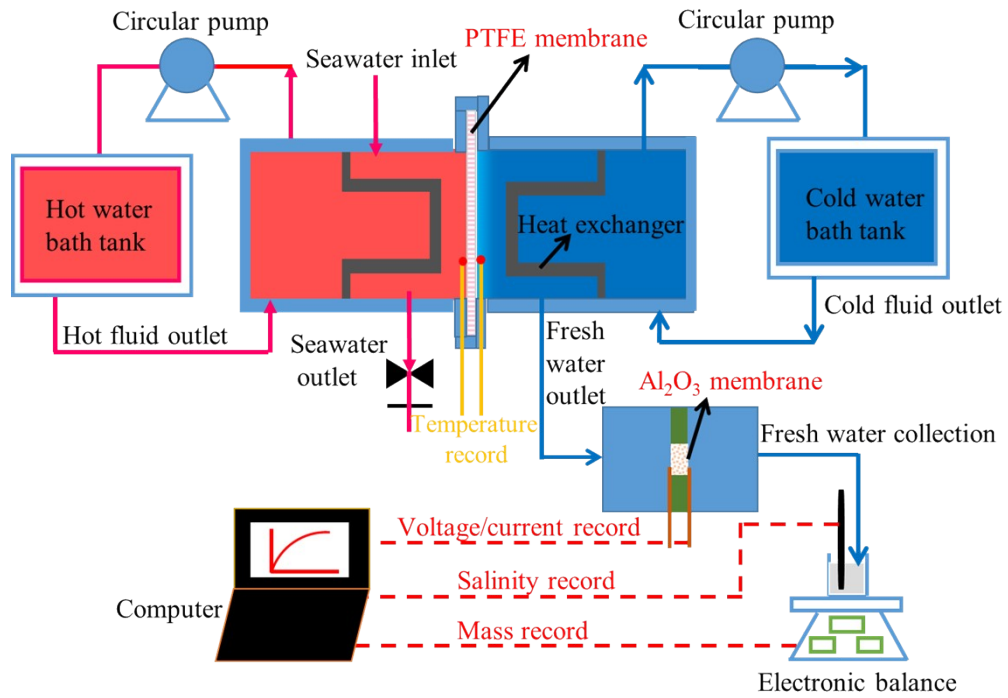 Circular pump
PTFE membrane
Circular pump
Seawater inlet
Hot water
bath tank
Heat exchanger
Cold water
bath tank
Hot fluid outlet
Seawater
outlet
Temperature
record
Fresh
water
outlet
Cold fluid outlet
Al₂O₃ membrane
Fresh water collection
Voltage/current record
Salinity record
Computer
Mass record
Electronic balance